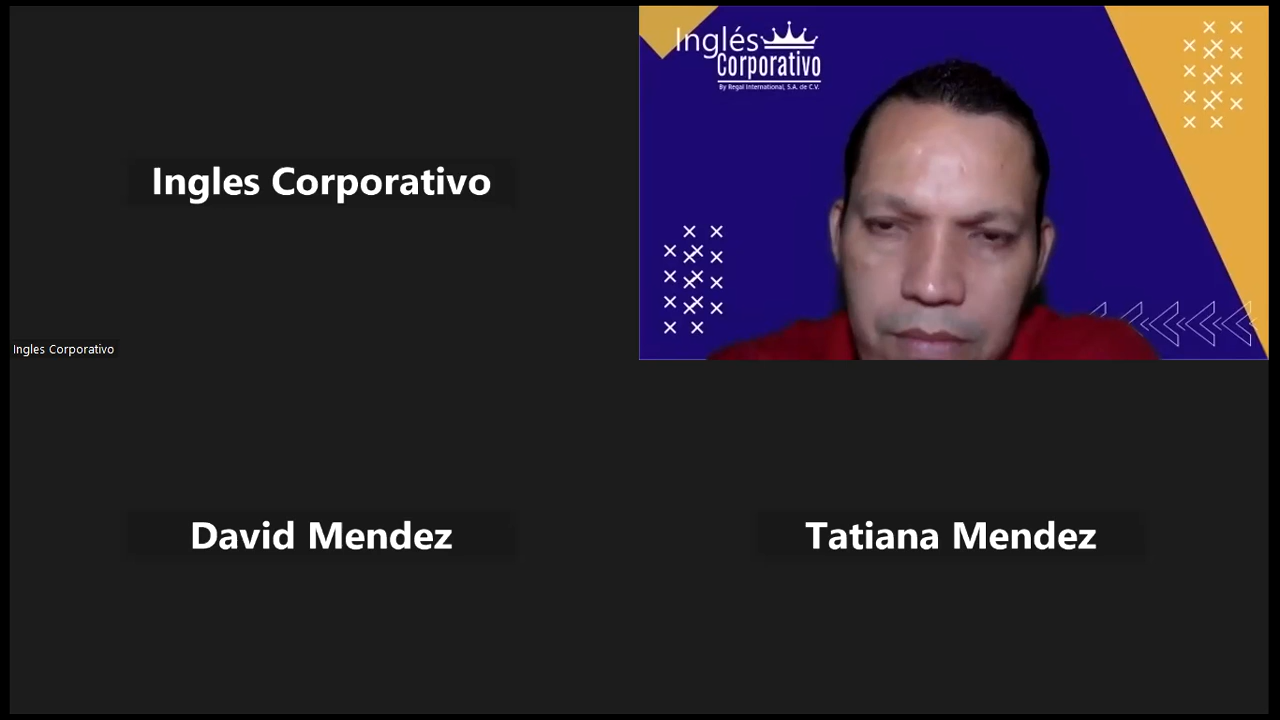 Ingles Corporativo
Inglés
Corporativo
By Regal International, S.A. de C.V.
Ingles Corporativo
David Mendez
Tatiana Mendez